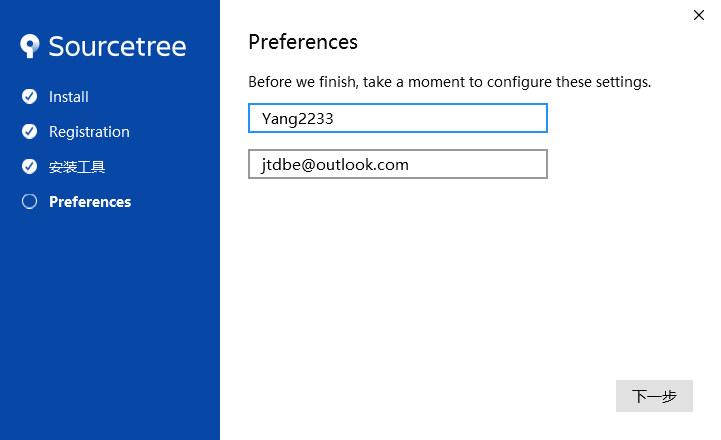 Sourcetree
Install
Registration
安装工具
Preferences
Preferences
Before we finish, take a moment to configure these settings.
Yang2233
jtdbe@outlook.com
下一步